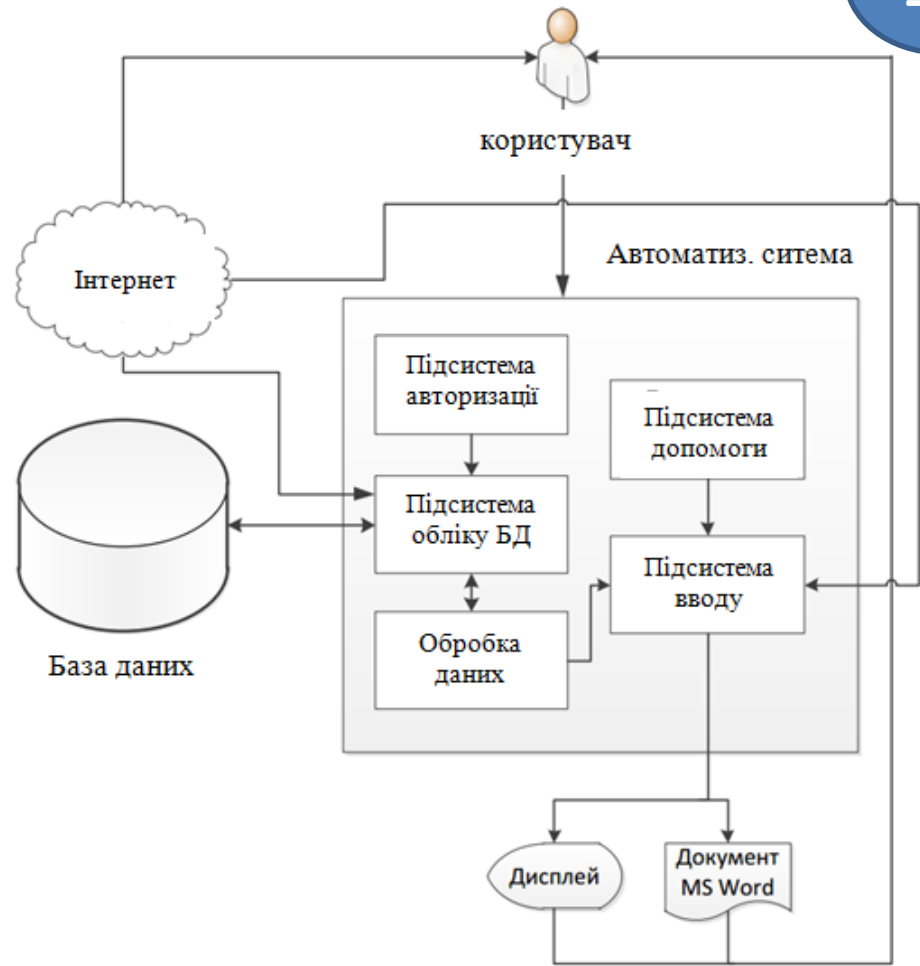 користувач
Автоматиз. ситема
Інтернет
Підсистема
авторизації
Підсистема
допомоги
Підсистема
обліку БД
Підсистема
вводу
Обробка
даних
База даних
Дисплей
Документ
MS Word